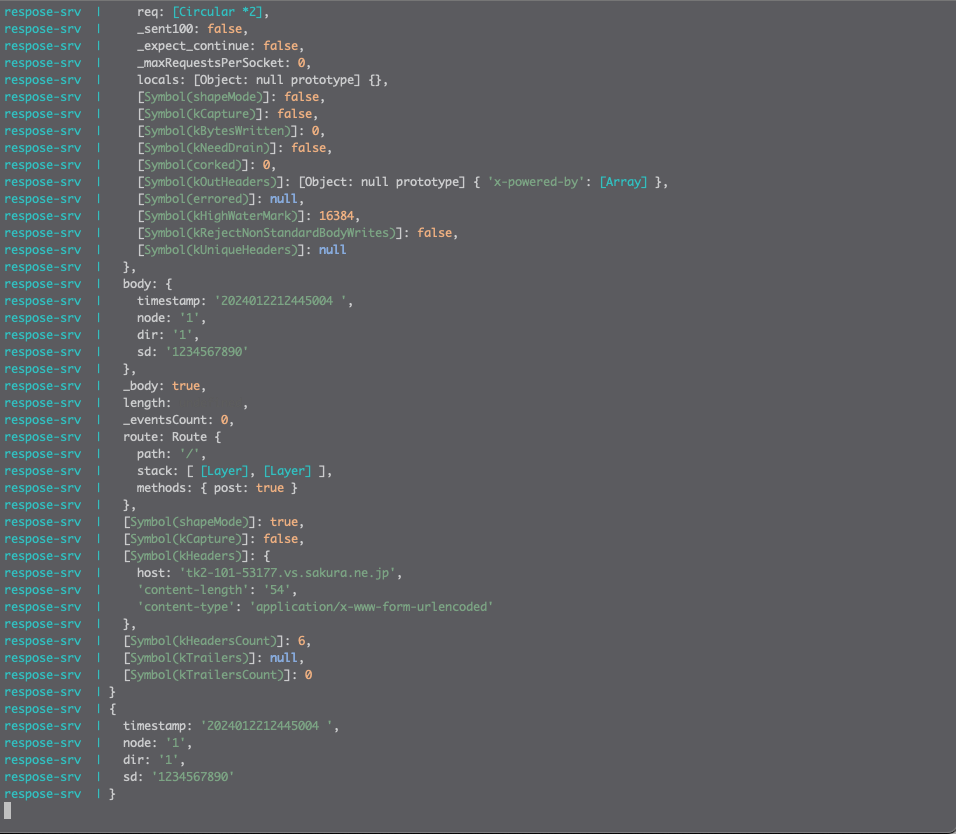 respose-srv | req: [Circular *2],
respose-srv | _sent100: false,
respose-srv | _expect_continue: false,
respose-srv | _maxRequestsPerSocket: 0,
respose-srv | locals: [Object: null prototype] {},
respose-srv | [Symbol(shapeMode)]: false,
respose-srv | [Symbol(kCapture)]: false,
respose-srv | [Symbol(kBytesWritten)]: 0,
respose-srv | [Symbol(kNeedDrain)]: false,
respose-srv | [Symbol(corked)]: 0,
respose-srv | [Symbol(kOutHeaders)]: [Object: null prototype] { 'x-powered-by': [Array] },
respose-srv | [Symbol(errored)]: null,
respose-srv | [Symbol(kHighWaterMark)]: 16384,
respose-srv | [Symbol(kRejectNonStandardBodyWrites)]: false,
respose-srv | [Symbol(kUniqueHeaders)]: null
respose-srv | },
respose-srv | body: {
respose-srv | timestamp: '2024012212445004 ',
respose-srv | node: '1',
respose-srv | dir: '1',
respose-srv | sd: '1234567890'
respose-srv | },
respose-srv | _body: true,
respose-srv | length: ,
respose-srv | _eventsCount: 0,
respose-srv | route: Route {
respose-srv | path: '/',
respose-srv | stack: [ [Layer], [Layer] ],
respose-srv | methods: { post: true }
respose-srv | },
respose-srv | [Symbol(shapeMode)]: true,
respose-srv | [Symbol(kCapture)]: false,
respose-srv | [Symbol(kHeaders)]: {
respose-srv | host: 'tk2-101-53177.vs.sakura.ne.jp',
respose-srv | 'content-length': '54',
respose-srv | 'content-type': 'application/x-www-form-urlencoded'
respose-srv | },
respose-srv | [Symbol(kHeadersCount)]: 6,
respose-srv | [Symbol(kTrailers)]: null,
respose-srv | [Symbol(kTrailersCount)]: 0
respose-srv | }
respose-srv | {
respose-srv | timestamp: '2024012212445004 ',
respose-srv | node: '1',
respose-srv | dir: '1',
respose-srv | sd: '1234567890'
respose-srv | }